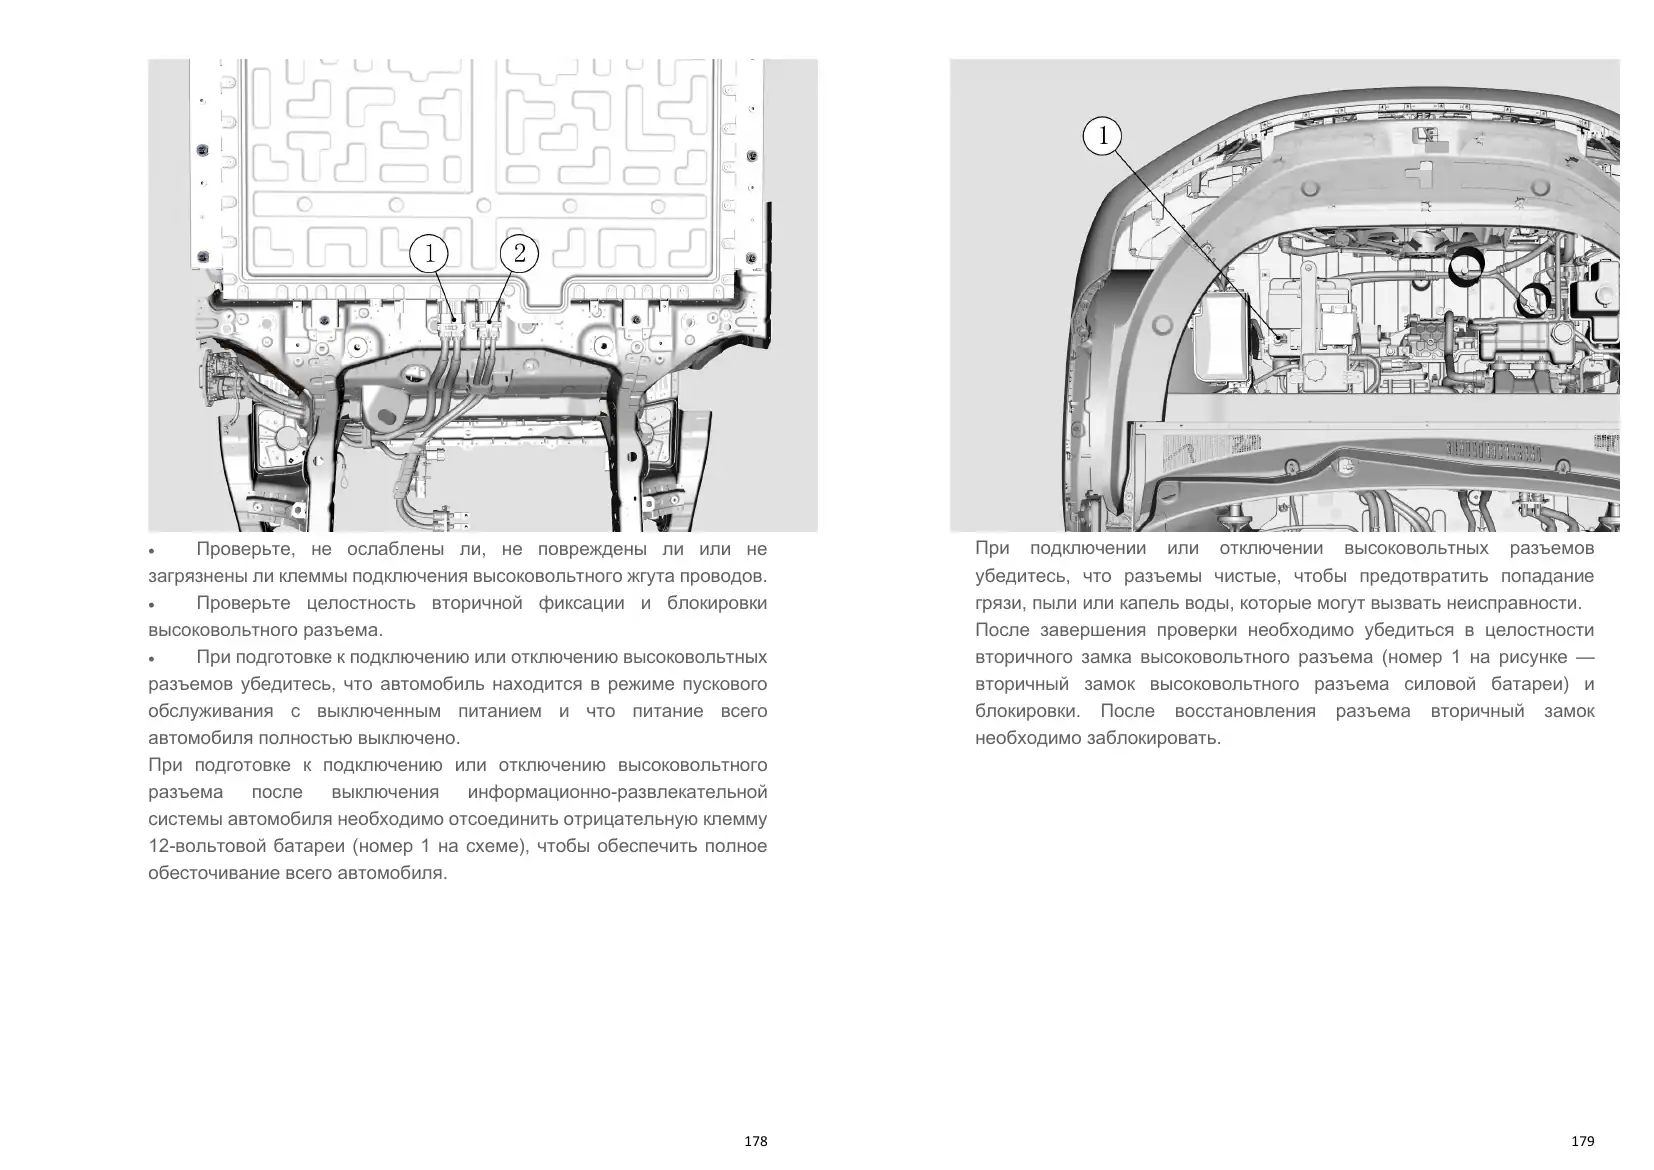 1
2
• Проверьте, не ослаблены ли, не повреждены ли или не
загрязнены ли клеммы подключения высоковольтного жгута проводов.
• Проверьте целостность вторичной фиксации и блокировки
высоковольтного разъема.
• При подготовке к подключению или отключению высоковольтных
разъемов убедитесь, что автомобиль находится в режиме пускового
обслуживания с выключенным питанием и что питание всего
автомобиля полностью выключено.
При подготовке к подключению или отключению высоковольтного
разъема после выключения информационно-развлекательной
системы автомобиля необходимо отсоединить отрицательную клемму
12-вольтовой батареи (номер 1 на схеме), чтобы обеспечить полное
обесточивание всего автомобиля.
178
1
При подключении или отключении высоковольтных разъемов
убедитесь, что разъемы чистые, чтобы предотвратить попадание
грязи, пыли или капель воды, которые могут вызвать неисправности.
После завершения проверки необходимо убедиться в целостности
вторичного замка высоковольтного разъема (номер 1 на рисунке —
вторичный замок высоковольтного разъема силовой батареи) и
блокировки. После восстановления разъема вторичный замок
необходимо заблокировать.
179